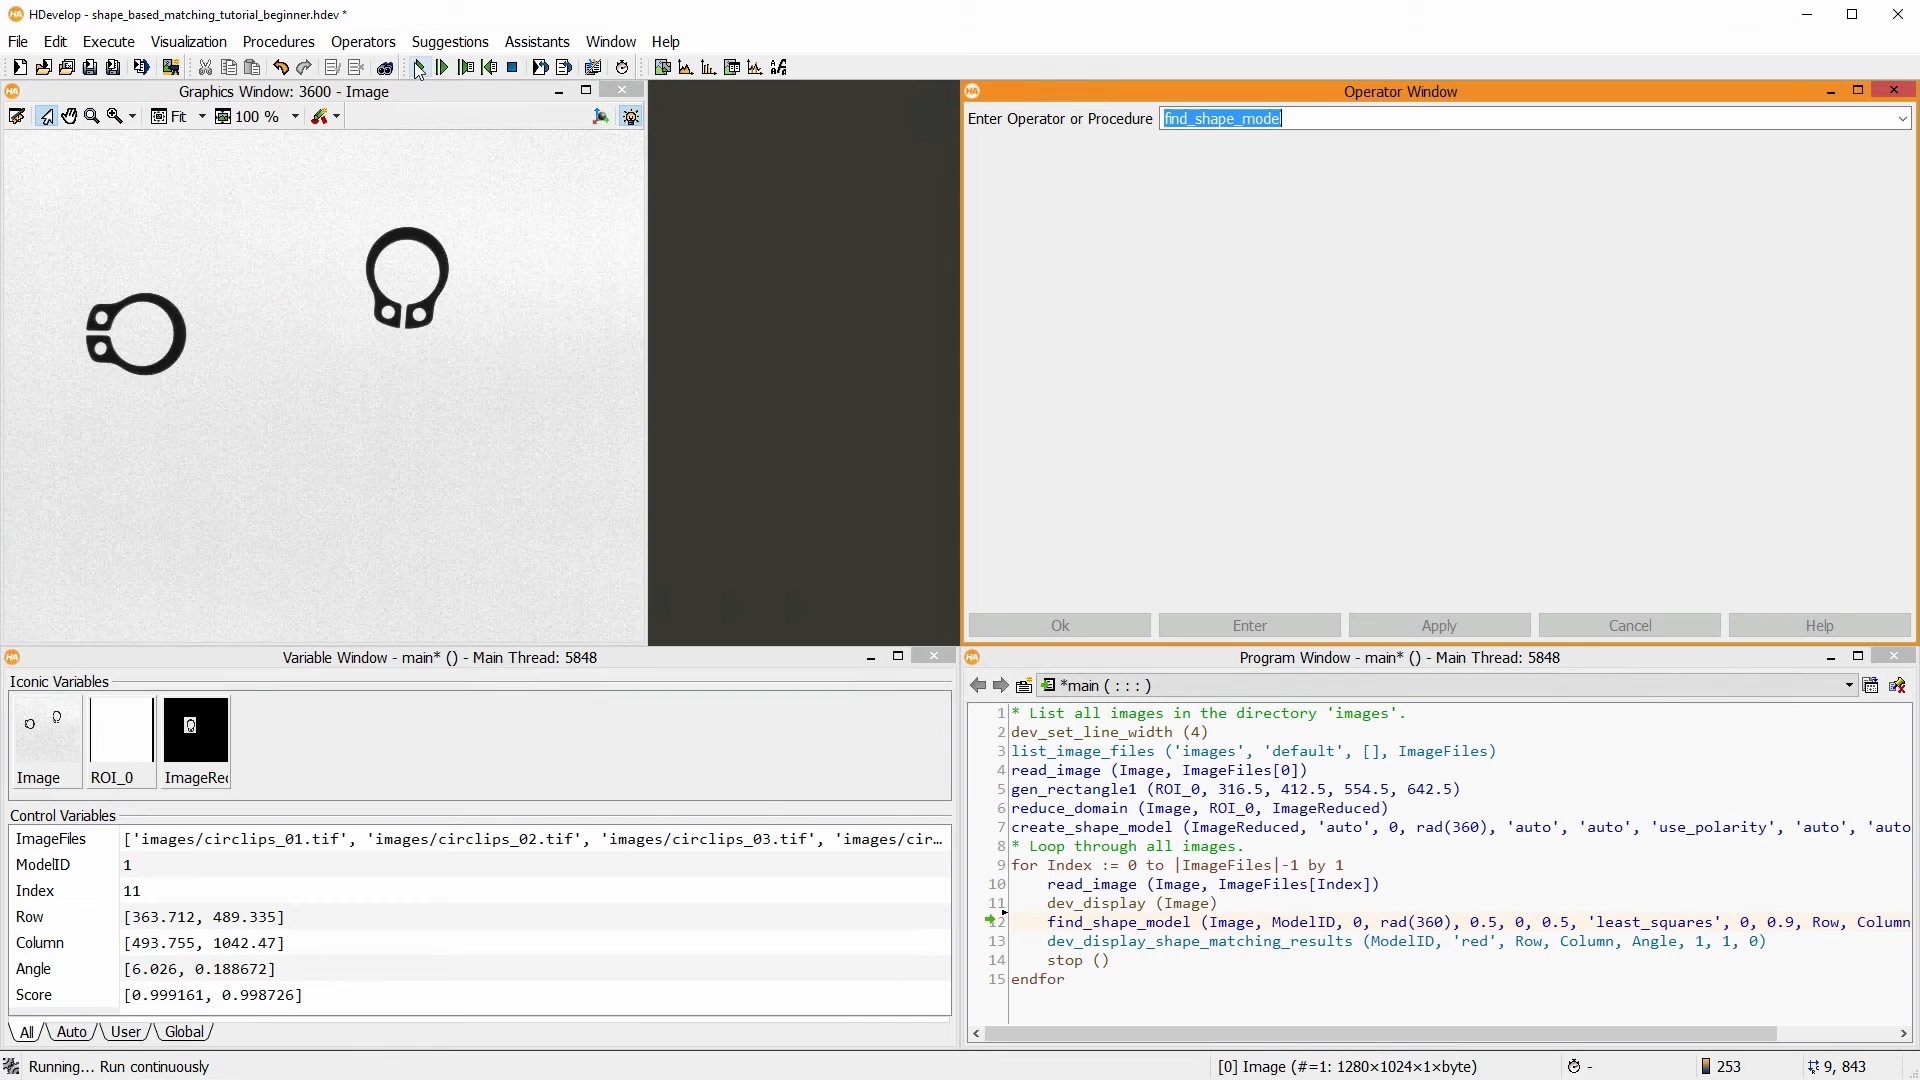 HDevelop - shape_based_matching_tutorial_beginner.hdev *
File Edit Execute Visualization Procedures Operators Suggestions Assistants Window Help
Graphics Window: 3600 - Image
Fit 100 %
Operator Window
Enter Operator or Procedure find_shape_model
Ok Enter Apply Cancel Help
Variable Window - main* () - Main Thread: 5848
Iconic Variables
Image ROI_0 ImageRec
Control Variables
ImageFiles ['images/circlips_01.tif', 'images/circlips_02.tif', 'images/circlips_03.tif', 'images/cir...
ModelID 1
Index 11
Row [363.712, 489.335]
Column [493.755, 1042.47]
Angle [6.026, 0.188672]
Score [0.999161, 0.998726]
All Auto User Global
Program Window - main* () - Main Thread: 5848
*main ( : : : )
1 * List all images in the directory 'images'.
2 dev_set_line_width (4)
3 list_image_files ('images', 'default', [], ImageFiles)
4 read_image (Image, ImageFiles[0])
5 gen_rectangle1 (ROI_0, 316.5, 412.5, 554.5, 642.5)
6 reduce_domain (Image, ROI_0, ImageReduced)
7 create_shape_model (ImageReduced, 'auto', 0, rad(360), 'auto', 'auto', 'use_polarity', 'auto', 'auto
8 * Loop through all images.
9 for Index := 0 to |ImageFiles|-1 by 1
10 read_image (Image, ImageFiles[Index])
11 dev_display (Image)
12 find_shape_model (Image, ModelID, 0, rad(360), 0.5, 0, 0.5, 'least_squares', 0, 0.9, Row, Column
13 dev_display_shape_matching_results (ModelID, 'red', Row, Column, Angle, 1, 1, 0)
14 stop ()
15 endfor
Running... Run continuously
[0] Image (#=1: 1280×1024×1×byte) - 253 9, 843